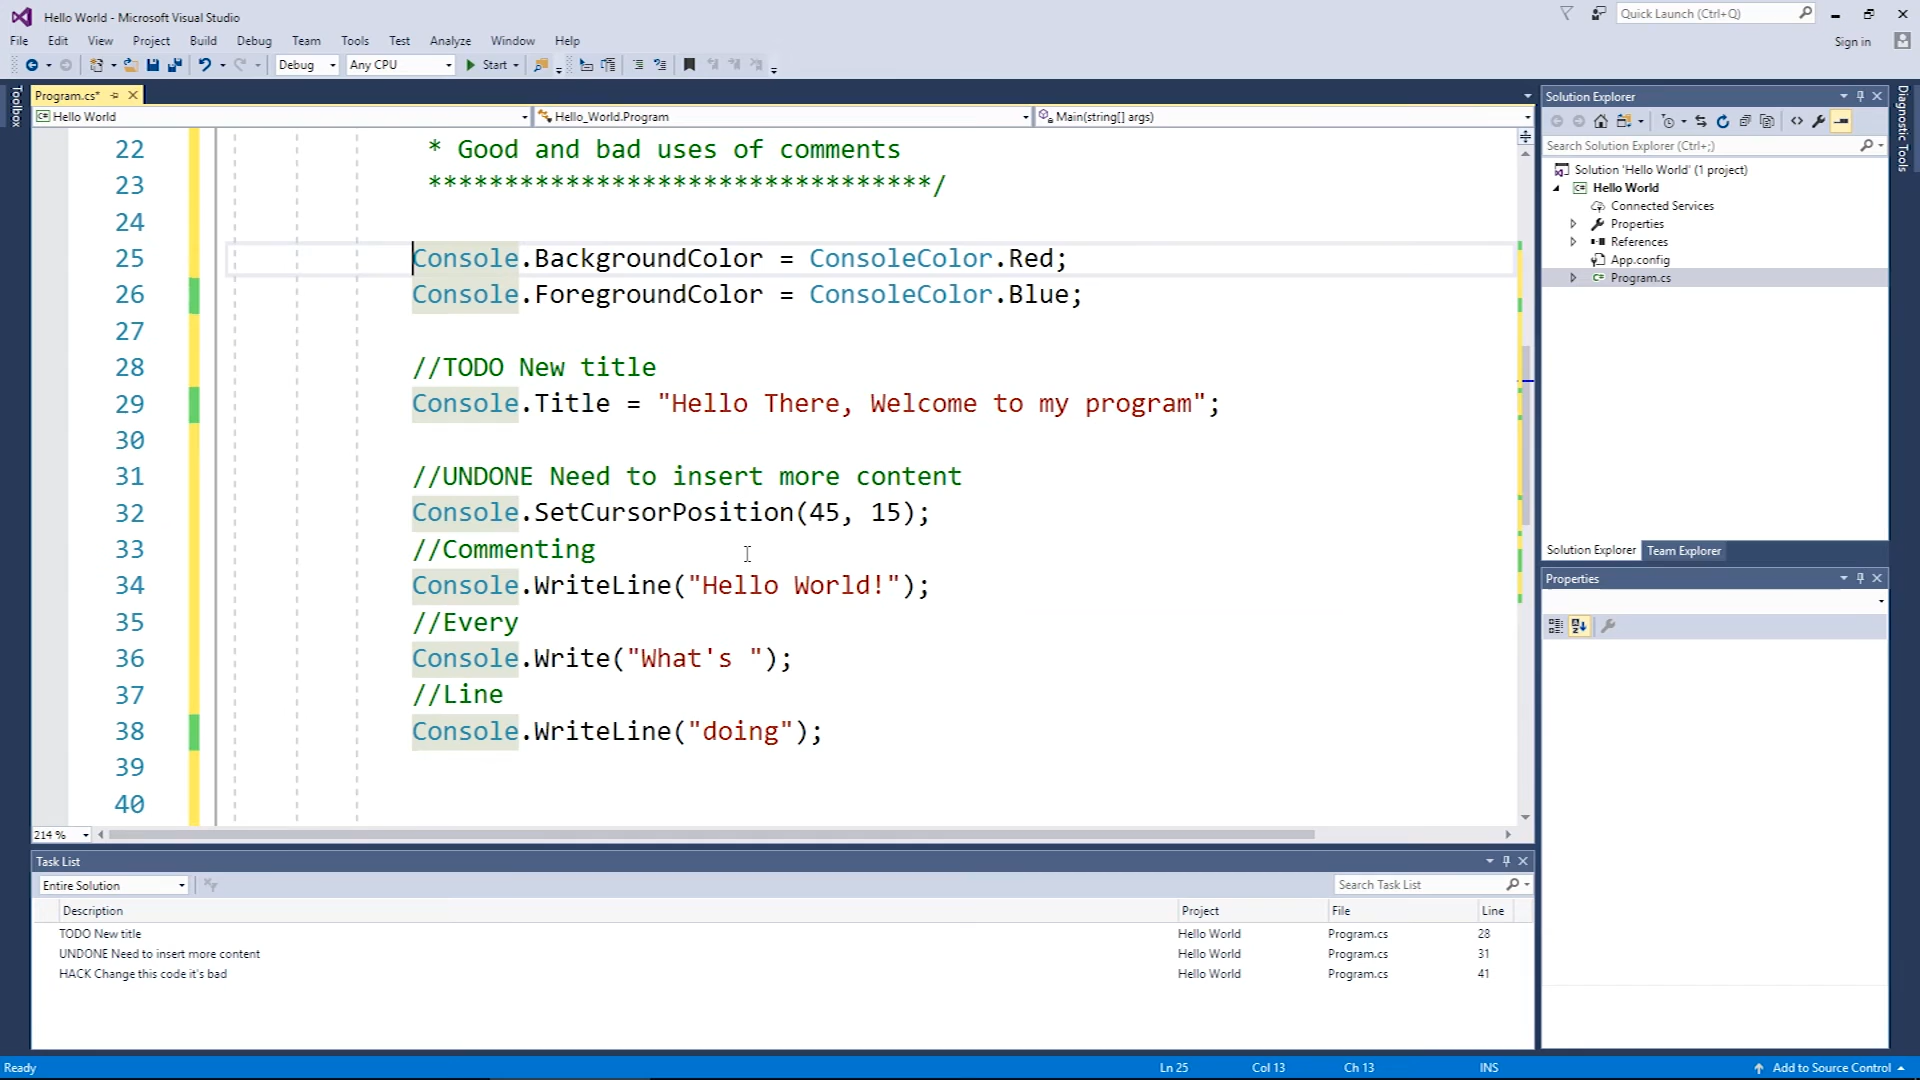 Hello World - Microsoft Visual Studio
Quick Launch (Ctrl+Q)
File Edit View Project Build Debug Team Tools Test Analyze Window Help
Sign in
Debug Any CPU Start
Toolbox
Program.cs*
Hello World Hello_World.Program Main(string[] args)
22 * Good and bad uses of comments
23 *********************************/
24
25 Console.BackgroundColor = ConsoleColor.Red;
26 Console.ForegroundColor = ConsoleColor.Blue;
27
28 //TODO New title
29 Console.Title = "Hello There, Welcome to my program";
30
31 //UNDONE Need to insert more content
32 Console.SetCursorPosition(45, 15);
33 //Commenting
34 Console.WriteLine("Hello World!");
35 //Every
36 Console.Write("What's ");
37 //Line
38 Console.WriteLine("doing");
39
40
214 %
Solution Explorer
Search Solution Explorer (Ctrl+;)
Solution 'Hello World' (1 project)
C# Hello World
Connected Services
Properties
References
App.config
C# Program.cs
Solution Explorer Team Explorer
Properties
Diagnostic Tools
Task List
Entire Solution
Search Task List
Description Project File Line
TODO New title Hello World Program.cs 28
UNDONE Need to insert more content Hello World Program.cs 31
HACK Change this code it's bad Hello World Program.cs 41
Ready Ln 25 Col 13 Ch 13 INS Add to Source Control